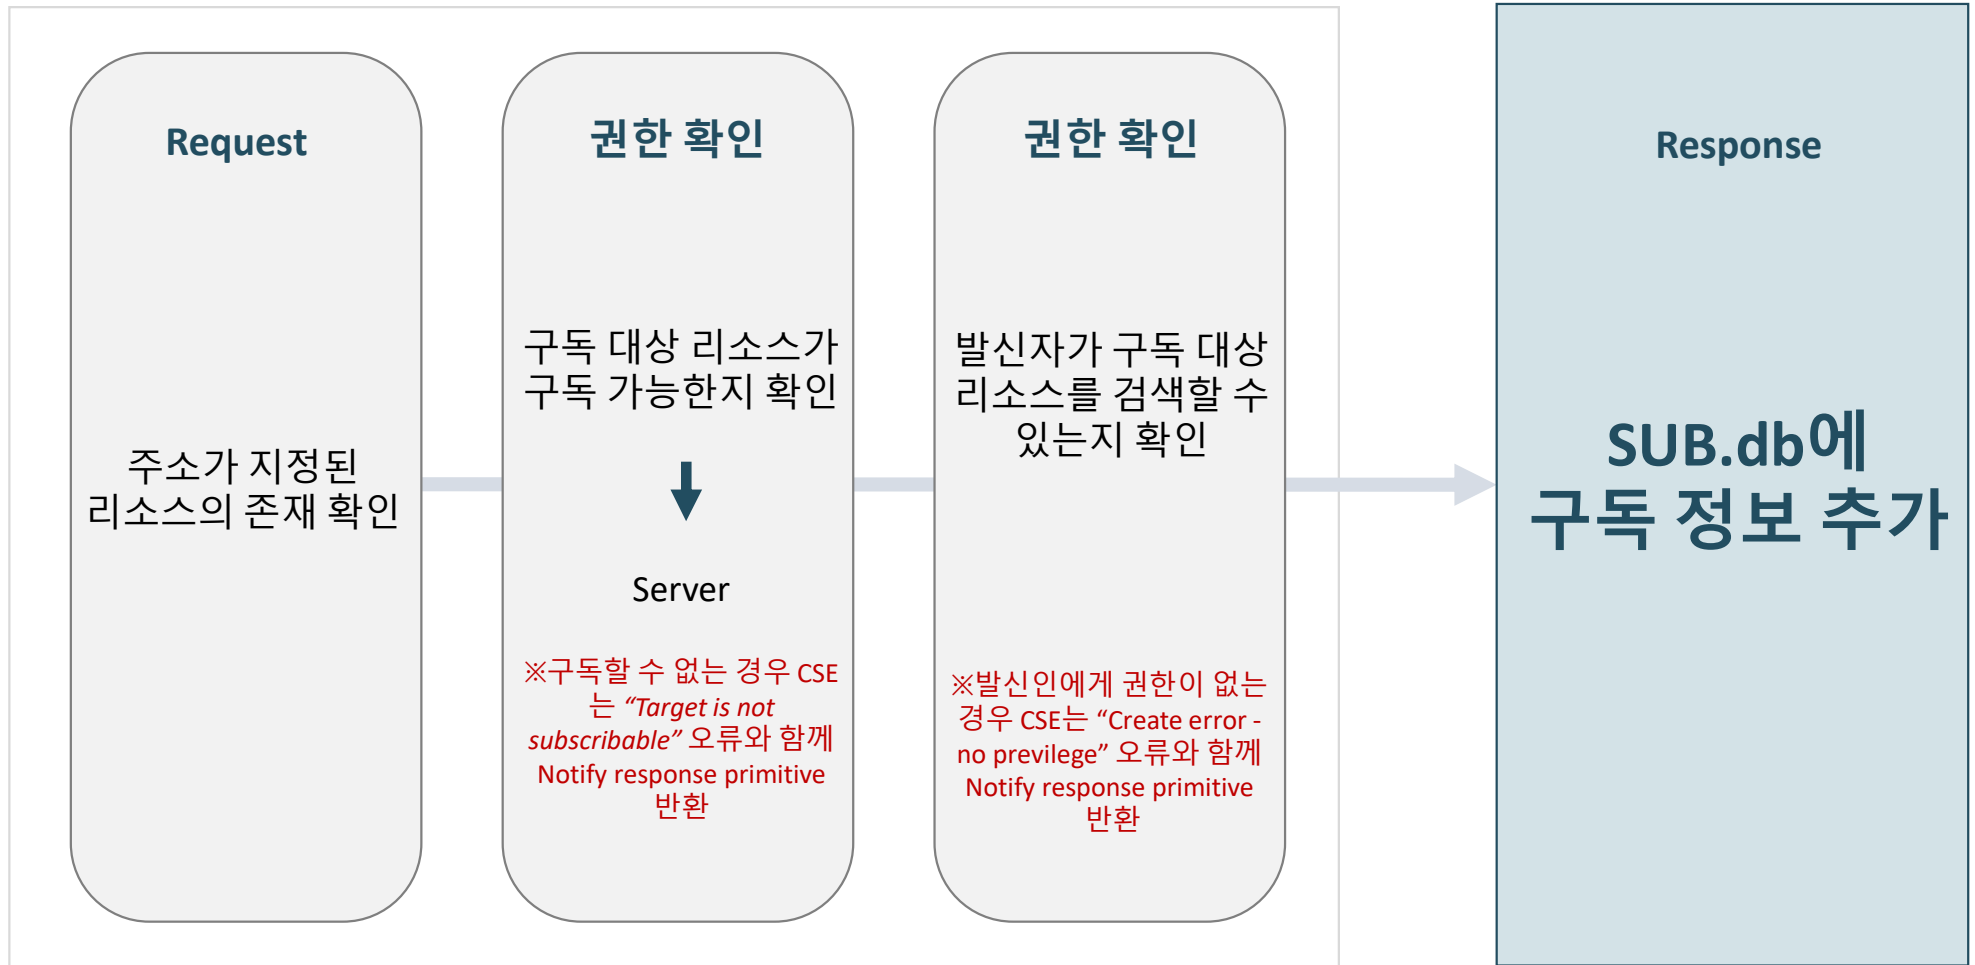 Request
주소가 지정된
리소스의 존재 확인
권한 확인
구독 대상 리소스가
구독 가능한지 확인
Server
※구독할 수 없는 경우 CSE
는 “Target is not
subscribable” 오류와 함께
Notify response primitive
반환
권한 확인
발신자가 구독 대상
리소스를 검색할 수
있는지 확인
※발신인에게 권한이 없는
경우 CSE는 “Create error -
no previlege” 오류와 함께
Notify response primitive
반환
Response
SUB.db에
구독 정보 추가